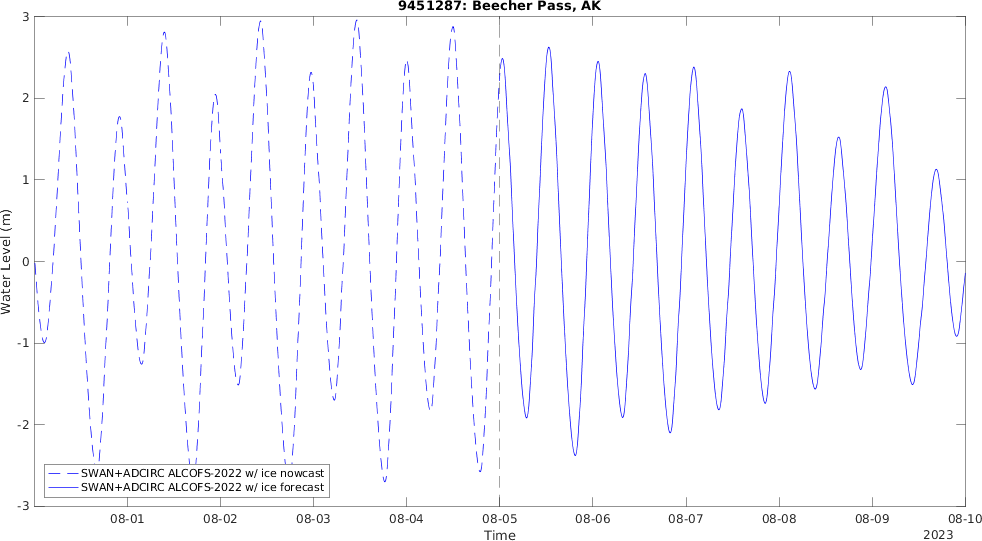 9451287: Beecher Pass, AK
3
2
1
0
-1
-2
-3
Water Level (m)
SWAN+ADCIRC ALCOFS-2022 w/ ice nowcast
SWAN+ADCIRC ALCOFS-2022 w/ ice forecast
08-01 08-02 08-03 08-04 08-05 08-06 08-07 08-08 08-09 08-10
Time
2023